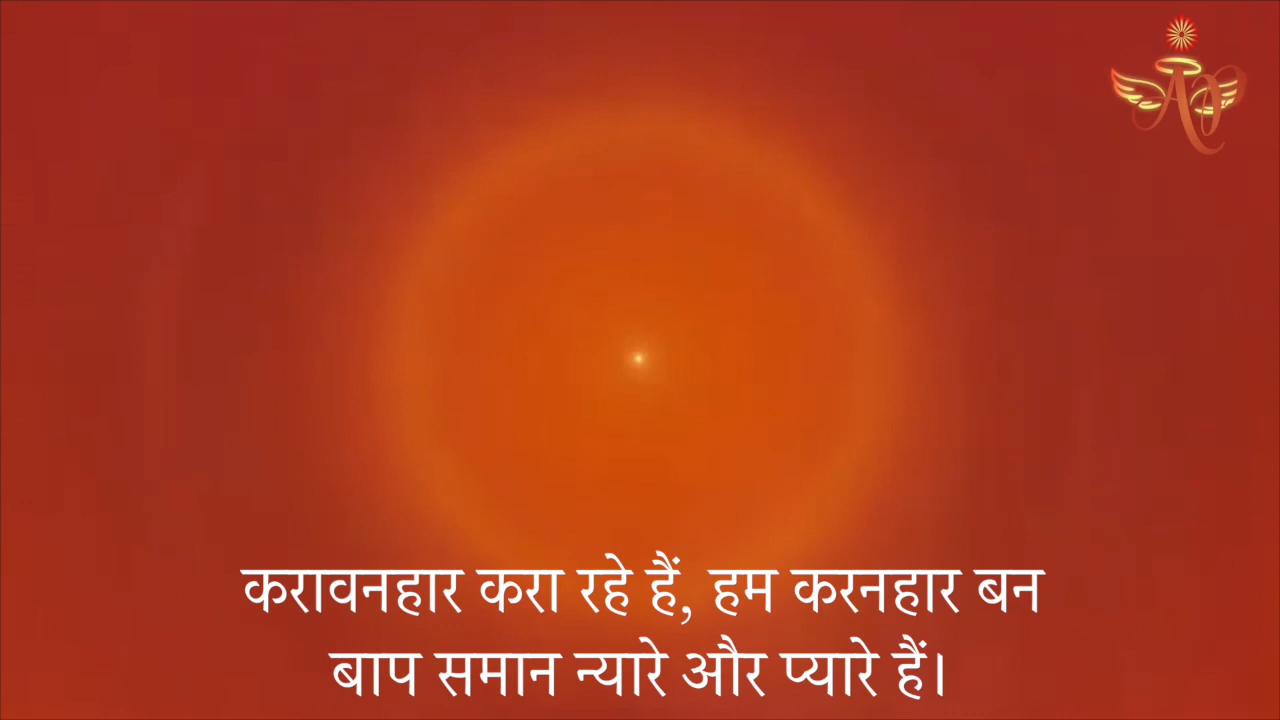 करावनहार करा रहे हैं, हम करनहार बन
बाप समान न्यारे और प्यारे हैं।